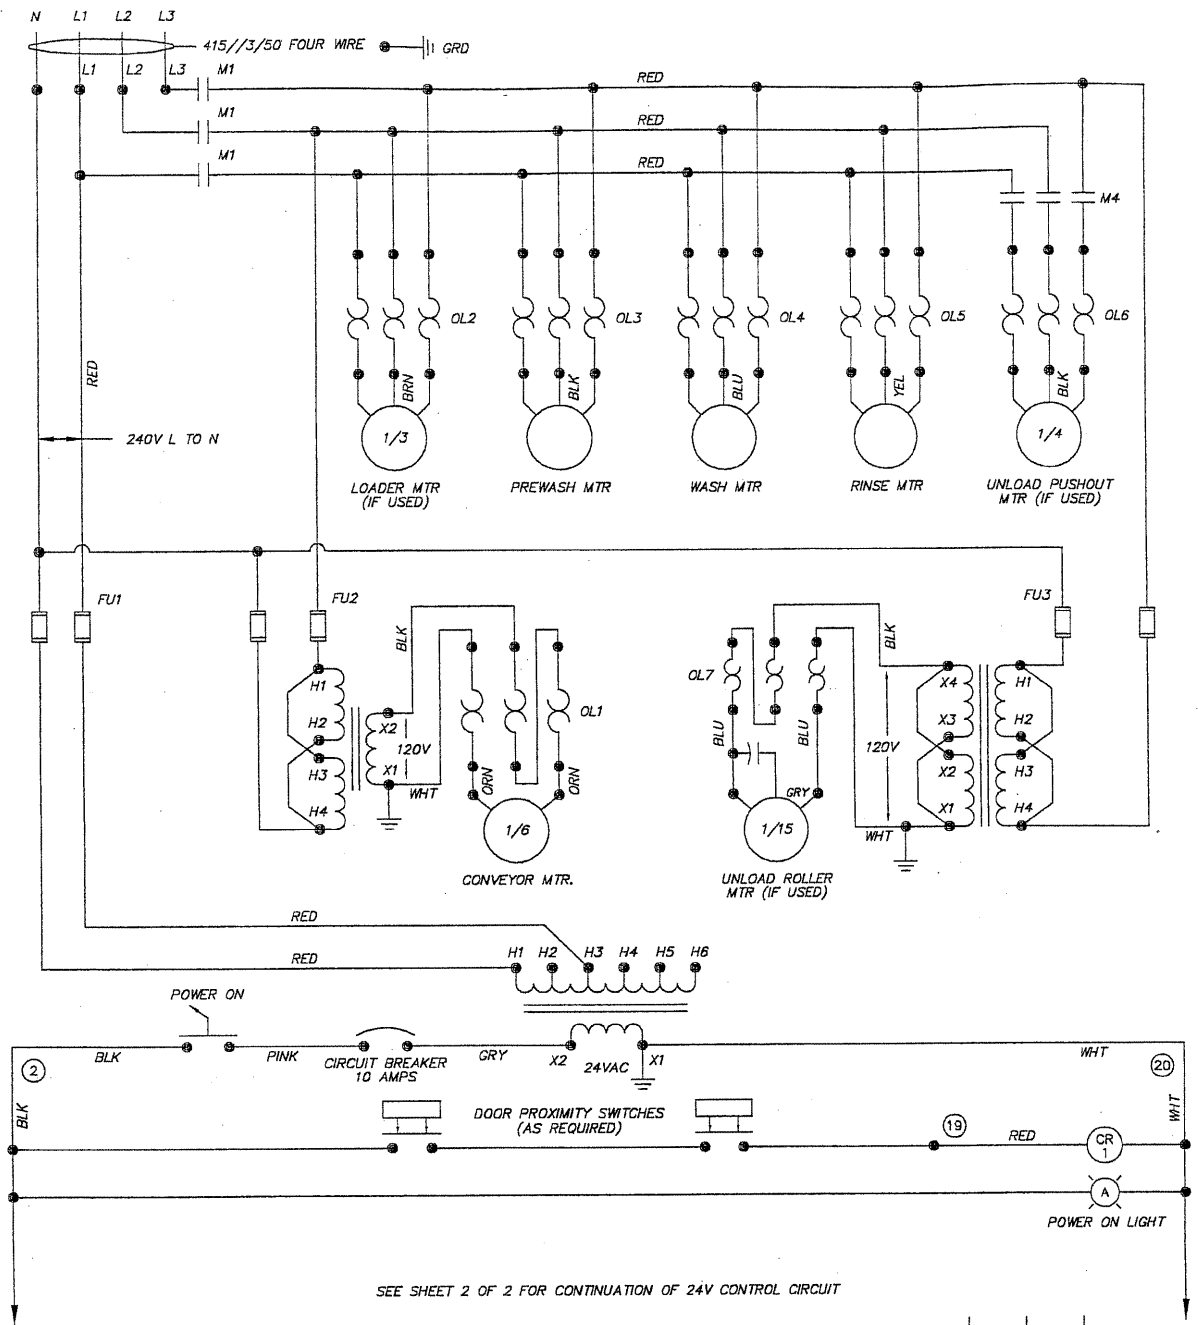 N L1 L2 L3
415//3/50 FOUR WIRE GRD
L1 L2 L3 M1
RED
M1
RED
M1
RED
M4
OL2 OL3 OL4 OL5 OL6
RED
BRN BLK BLU YEL BLK
240V L TO N
1/3 1/4
LOADER MTR
(IF USED)
PREWASH MTR
WASH MTR
RINSE MTR
UNLOAD PUSHOUT
MTR (IF USED)
FU1 FU2 FU3
BLK BLK
H1 H2 H3 H4
X2
120V
X1
WHT
OL1
ORN ORN
1/6
CONVEYOR MTR.
OL7
BLU BLU
GRY
1/15
UNLOAD ROLLER
MTR (IF USED)
120V
WHT
X4 X3 X2 X1
H1 H2 H3 H4
RED
RED
H1 H2 H3 H4 H5 H6
POWER ON
BLK PINK
CIRCUIT BREAKER
10 AMPS
GRY X2 24VAC X1 WHT
2 20
BLK WHT
DOOR PROXIMITY SWITCHES
(AS REQUIRED)
19 RED CR
1
A
POWER ON LIGHT
SEE SHEET 2 OF 2 FOR CONTINUATION OF 24V CONTROL CIRCUIT